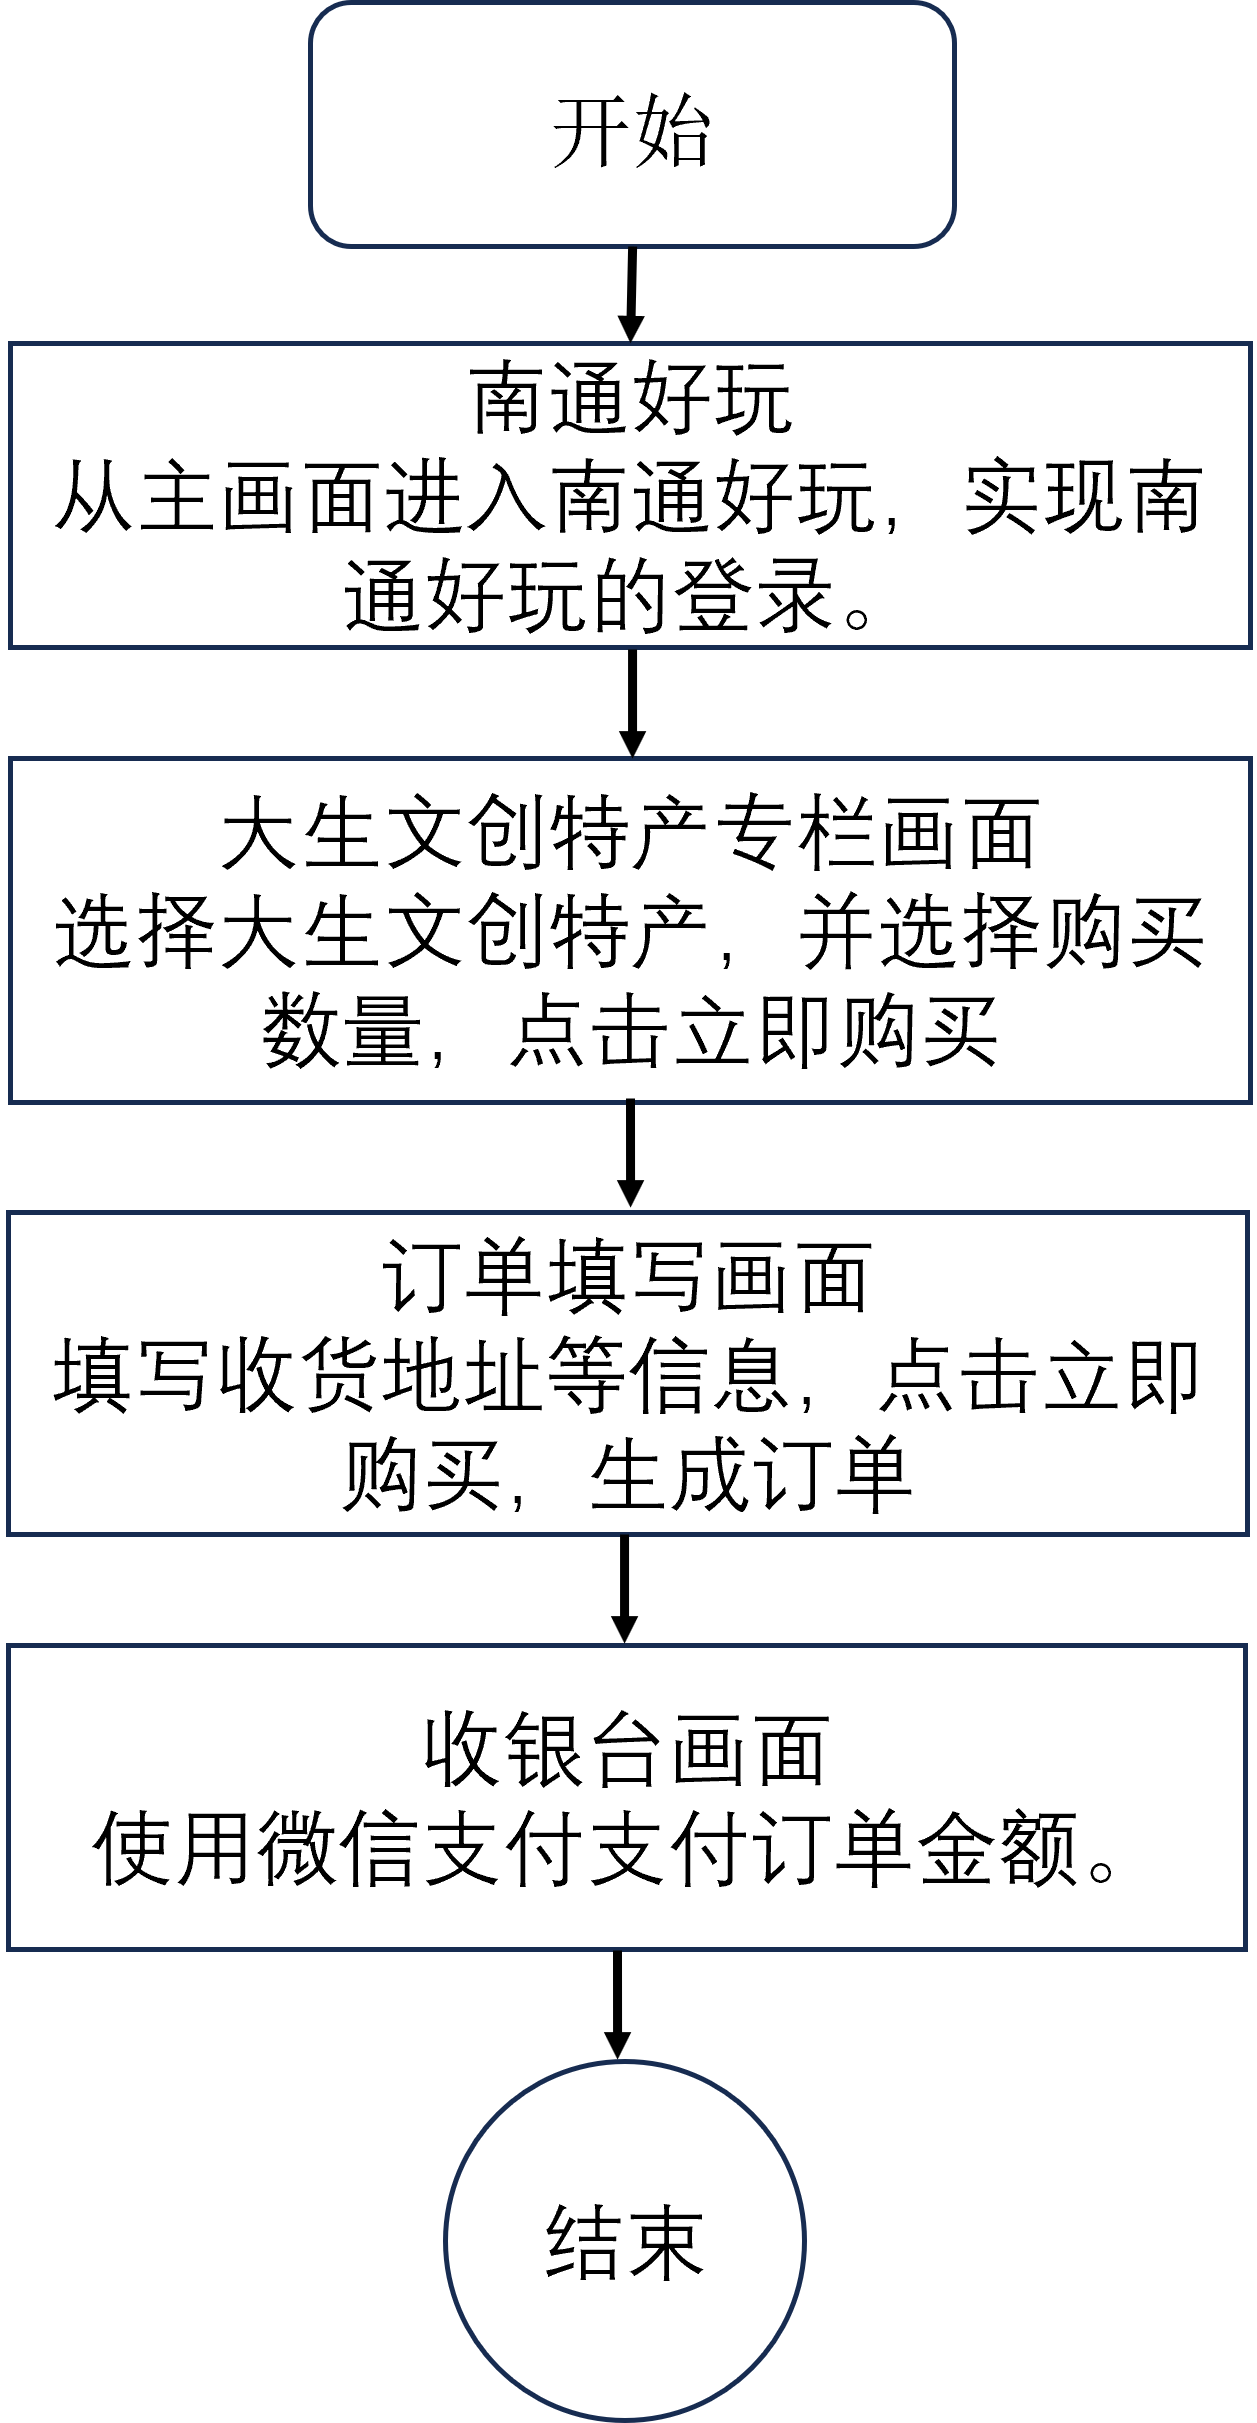 开始
南通好玩
从主画面进入南通好玩，实现南
通好玩的登录。
大生文创特产专栏画面
选择大生文创特产，并选择购买
数量，点击立即购买
订单填写画面
填写收货地址等信息，点击立即
购买，生成订单
收银台画面
使用微信支付支付订单金额。
结束